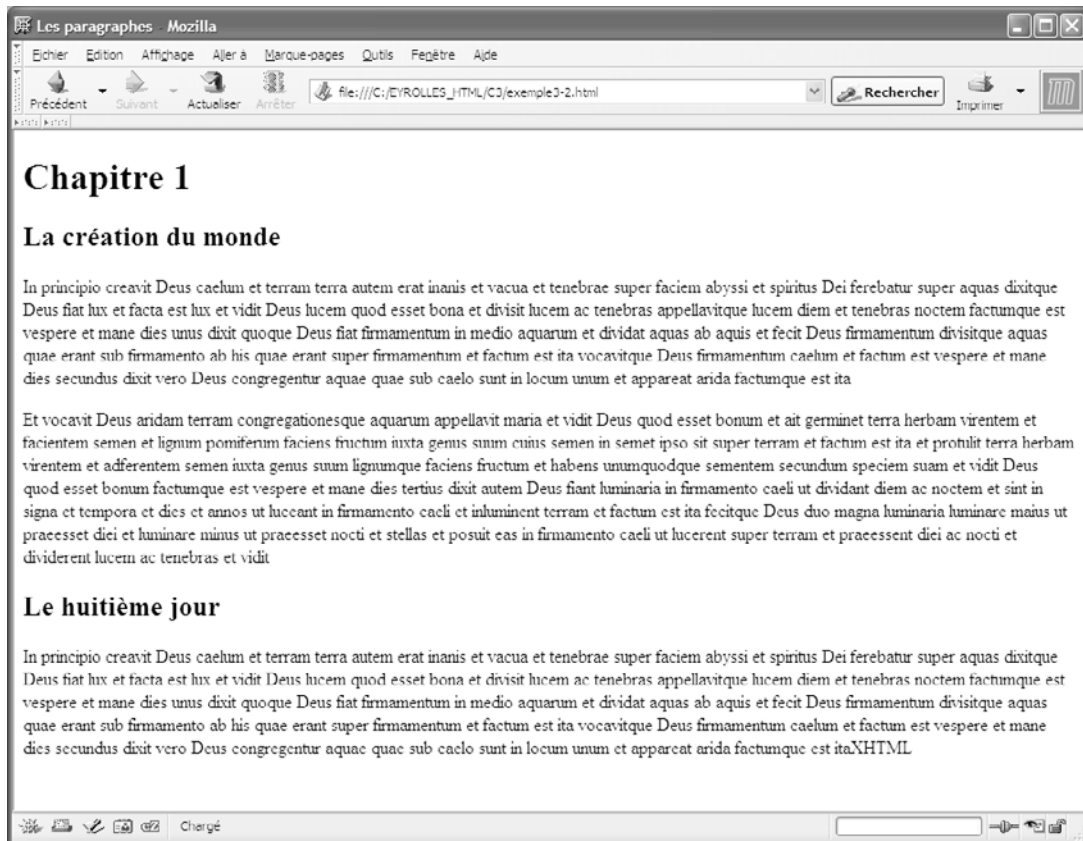 Les paragraphes - Mozilla
Fichier Edition Affichage Aller à Marque-pages Outils Fenêtre Aide
Précédent Suivant Actualiser Arrêter file:///C:/EYROLLES_HTML/C3/exemple3-2.html Rechercher Imprimer
Chapitre 1
La création du monde
In principio creavit Deus caelum et terram terra autem erat inanis et vacua et tenebrae super faciem abyssi et spiritus Dei ferebatur super aquas dixitque
Deus fiat lux et facta est lux et vidit Deus lucem quod esset bona et divisit lucem ac tenebras appellavitque lucem diem et tenebras noctem factumque est
vespere et mane dies unus dixit quoque Deus fiat firmamentum in medio aquarum et dividat aquas ab aquis et fecit Deus firmamentum divisitque aquas
quae erant sub firmamento ab his quae erant super firmamentum et factum est ita vocavitque Deus firmamentum caelum et factum est vespere et mane
dies secundus dixit vero Deus congregentur aquae quae sub caelo sunt in locum unum et appareat arida factumque est ita
Et vocavit Deus aridam terram congregationesque aquarum appellavit maria et vidit Deus quod esset bonum et ait germinet terra herbam virentem et
facientem semen et lignum pomiferum faciens fructum iuxta genus suum cuius semen in semet ipso sit super terram et factum est ita et protulit terra herbam
virentem et adferentem semen iuxta genus suum lignumque faciens fructum et habens unumquodque sementem secundum speciem suam et vidit Deus
quod esset bonum factumque est vespere et mane dies tertius dixit autem Deus fiant luminaria in firmamento caeli ut dividant diem ac noctem et sint in
signa et tempora et dies et annos ut luceant in firmamento caeli et inluminent terram et factum est ita fecitque Deus duo magna luminaria luminare maius ut
praeesset diei et luminare minus ut praeesset nocti et stellas et posuit eas in firmamento caeli ut lucerent super terram et praeessent diei ac nocti et
dividerent lucem ac tenebras et vidit
Le huitième jour
In principio creavit Deus caelum et terram terra autem erat inanis et vacua et tenebrae super faciem abyssi et spiritus Dei ferebatur super aquas dixitque
Deus fiat lux et facta est lux et vidit Deus lucem quod esset bona et divisit lucem ac tenebras appellavitque lucem diem et tenebras noctem factumque est
vespere et mane dies unus dixit quoque Deus fiat firmamentum in medio aquarum et dividat aquas ab aquis et fecit Deus firmamentum divisitque aquas
quae erant sub firmamento ab his quae erant super firmamentum et factum est ita vocavitque Deus firmamentum caelum et factum est vespere et mane
dies secundus dixit vero Deus congregentur aquae quae sub caelo sunt in locum unum et appareat arida factumque est itaXHTML
Chargé